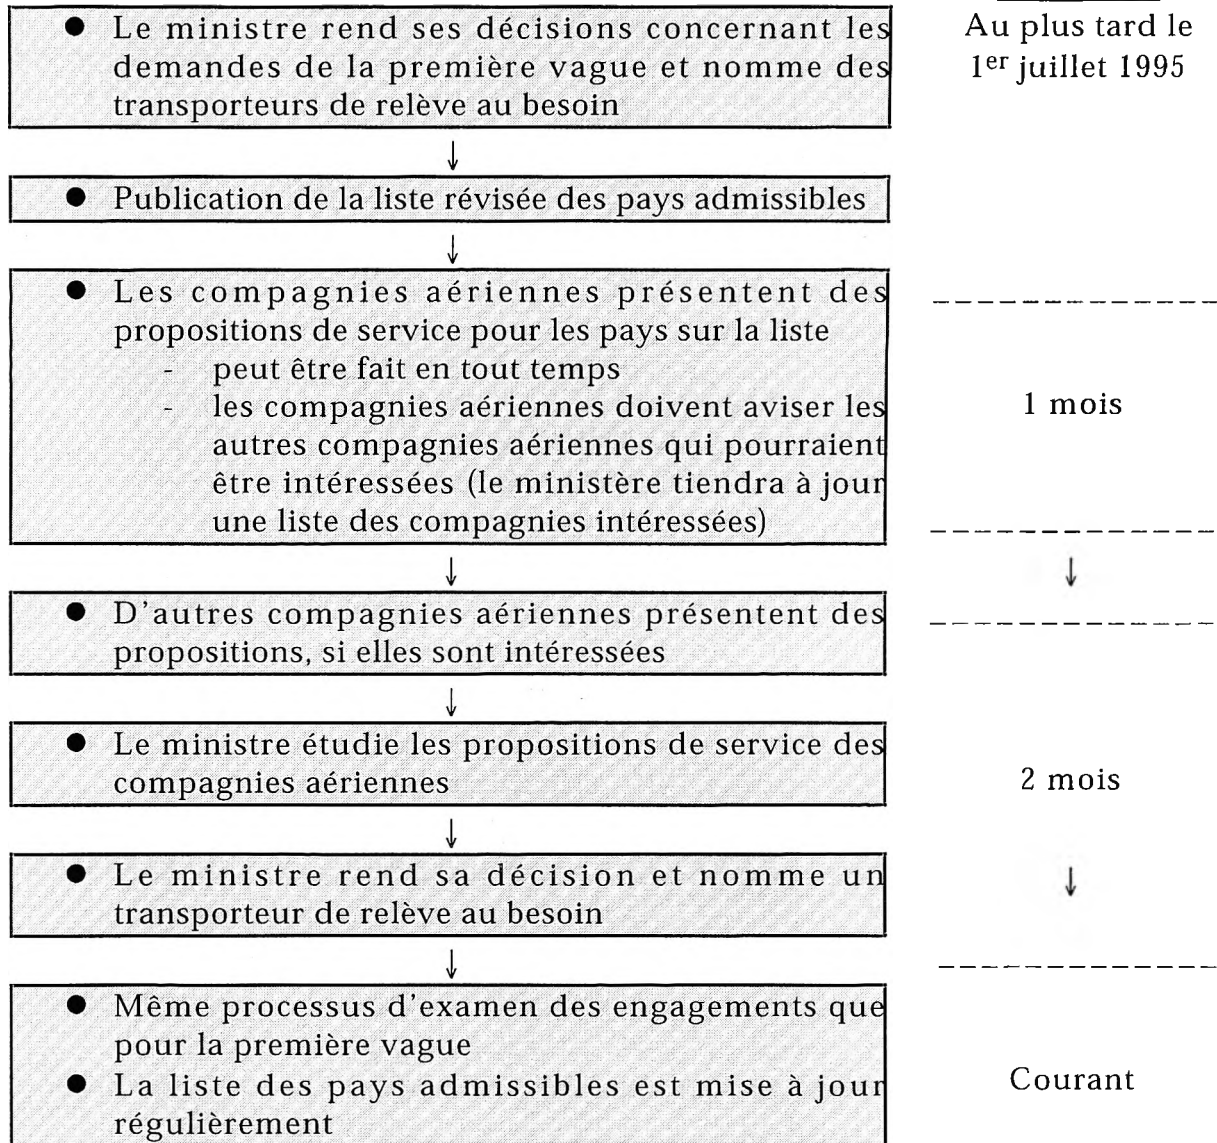 ● Le ministre rend ses décisions concernant les
demandes de la première vague et nomme des
transporteurs de relève au besoin
Au plus tard le
1er juillet 1995
↓
● Publication de la liste révisée des pays admissibles
↓
● Les compagnies aériennes présentent des
propositions de service pour les pays sur la liste
- peut être fait en tout temps
- les compagnies aériennes doivent aviser les
autres compagnies aériennes qui pourraient
être intéressées (le ministère tiendra à jour
une liste des compagnies intéressées)
1 mois
↓
● D'autres compagnies aériennes présentent des
propositions, si elles sont intéressées
↓
● Le ministre étudie les propositions de service des
compagnies aériennes
2 mois
↓
● Le ministre rend sa décision et nomme un
transporteur de relève au besoin
↓
● Même processus d'examen des engagements que
pour la première vague
● La liste des pays admissibles est mise à jour
régulièrement
Courant